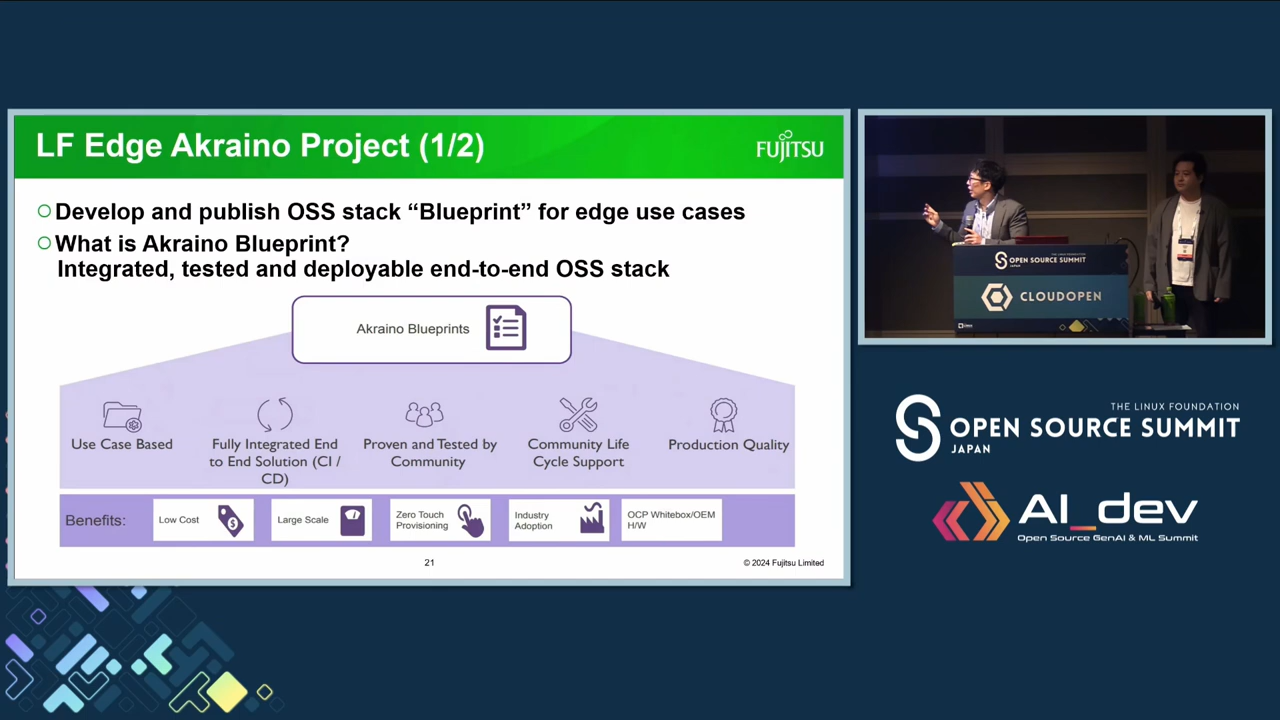 LF Edge Akraino Project (1/2)
FUJITSU
Develop and publish OSS stack “Blueprint” for edge use cases
What is Akraino Blueprint?
Integrated, tested and deployable end-to-end OSS stack
Akraino Blueprints
Use Case Based
Fully Integrated End
to End Solution (CI /
CD)
Proven and Tested by
Community
Community Life
Cycle Support
Production Quality
Benefits:
Low Cost
Large Scale
Zero Touch
Provisioning
Industry
Adoption
OCP Whitebox/OEM
H/W
21
© 2024 Fujitsu Limited
OPEN SOURCE SUMMIT
JAPAN
CLOUDOPEN
THE LINUX FOUNDATION
OPEN SOURCE SUMMIT
JAPAN
AI_dev
Open Source GenAI & ML Summit